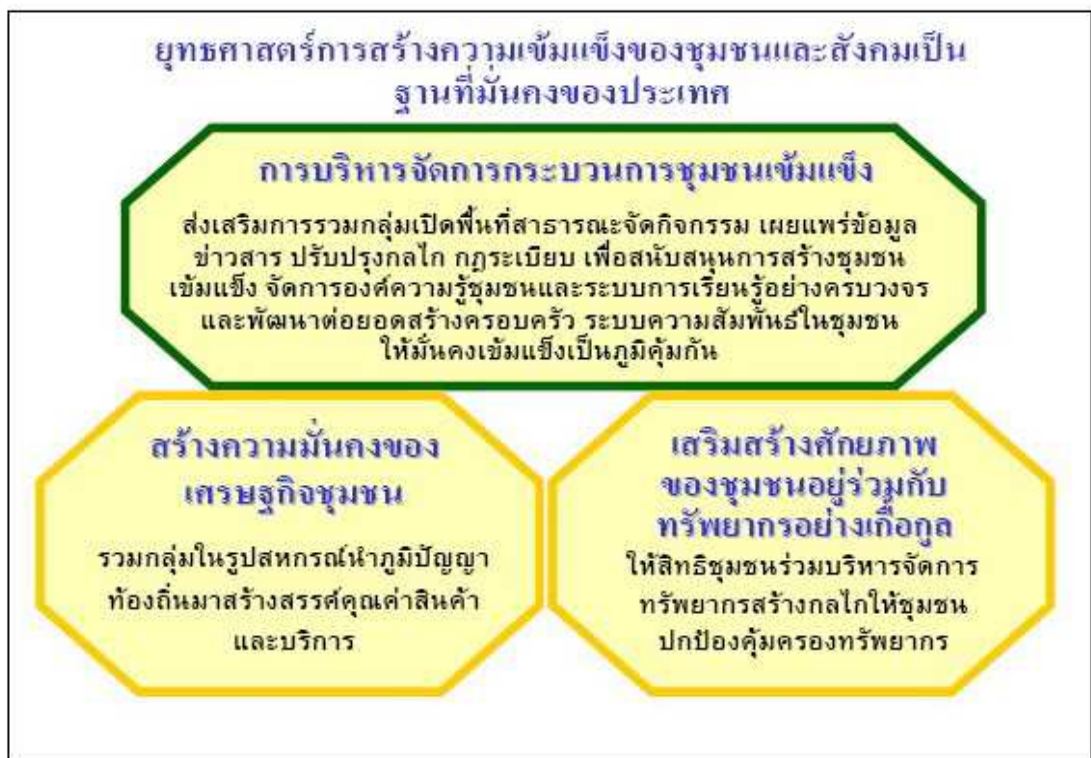 ยุทธศาสตร์การสร้างความเข้มแข็งของชุมชนและสังคมเป็น
ฐานที่มั่นคงของประเทศ
การบริหารจัดการกระบวนการชุมชนเข้มแข็ง
ส่งเสริมการรวมกลุ่มเปิดพื้นที่สาธารณะจัดกิจกรรม เผยแพร่ข้อมูล
ข่าวสาร ปรับปรุงกลไก กฎระเบียบ เพื่อสนับสนุนการสร้างชุมชน
เข้มแข็ง จัดการองค์ความรู้ชุมชนและระบบการเรียนรู้อย่างครบวงจร
และพัฒนาต่อยอดสร้างครอบครัว ระบบความสัมพันธ์ในชุมชน
ให้มั่นคงเข้มแข็งเป็นภูมิคุ้มกัน
สร้างความมั่นคงของ
เศรษฐกิจชุมชน
รวมกลุ่มในรูปสหกรณ์นำภูมิปัญญา
ท้องถิ่นมาสร้างสรรค์คุณค่าสินค้า
และบริการ
เสริมสร้างศักยภาพ
ของชุมชนอยู่ร่วมกับ
ทรัพยากรอย่างเกื้อกูล
ให้สิทธิชุมชนร่วมบริหารจัดการ
ทรัพยากรสร้างกลไกให้ชุมชน
ปกป้องคุ้มครองทรัพยากร